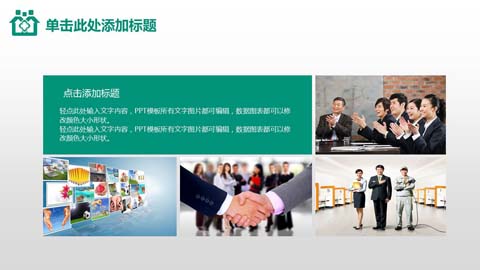 单击此处添加标题
点击添加标题
轻点此处输入文字内容，PPT模板所有文字图片都可编辑，数据图表都可以修
改颜色大小形状。
轻点此处输入文字内容，PPT模板所有文字图片都可编辑，数据图表都可以修
改颜色大小形状。